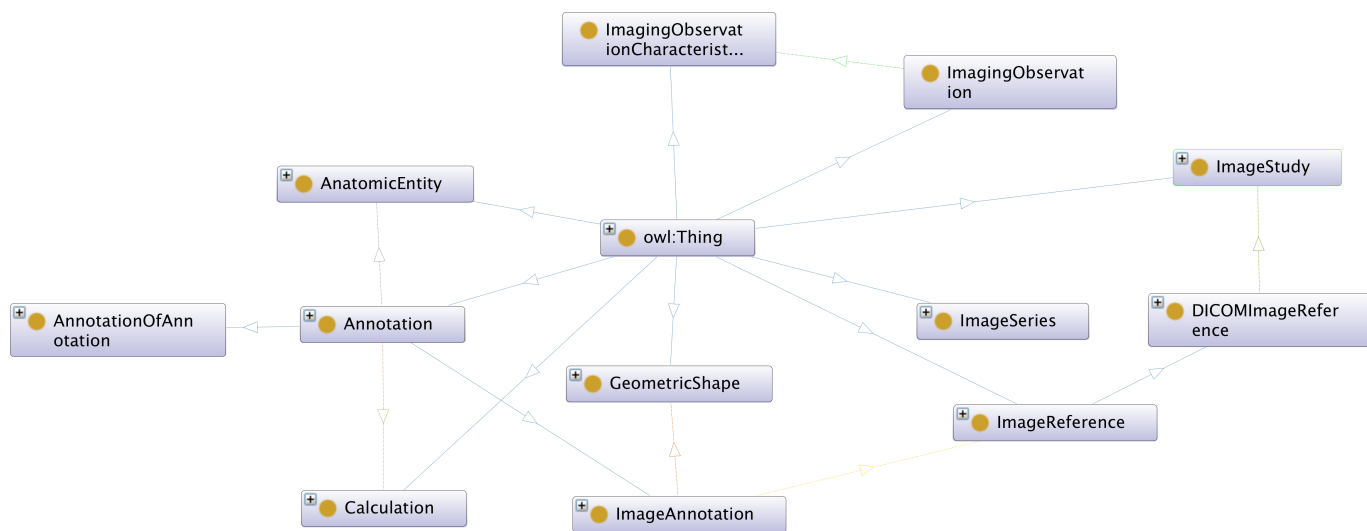 ImagingObservat
ionCharacterist...
ImagingObservat
ion
AnatomicEntity
ImageStudy
owl:Thing
AnnotationOfAnn
otation
Annotation
ImageSeries
DICOMImageRefer
ence
GeometricShape
ImageReference
Calculation
ImageAnnotation